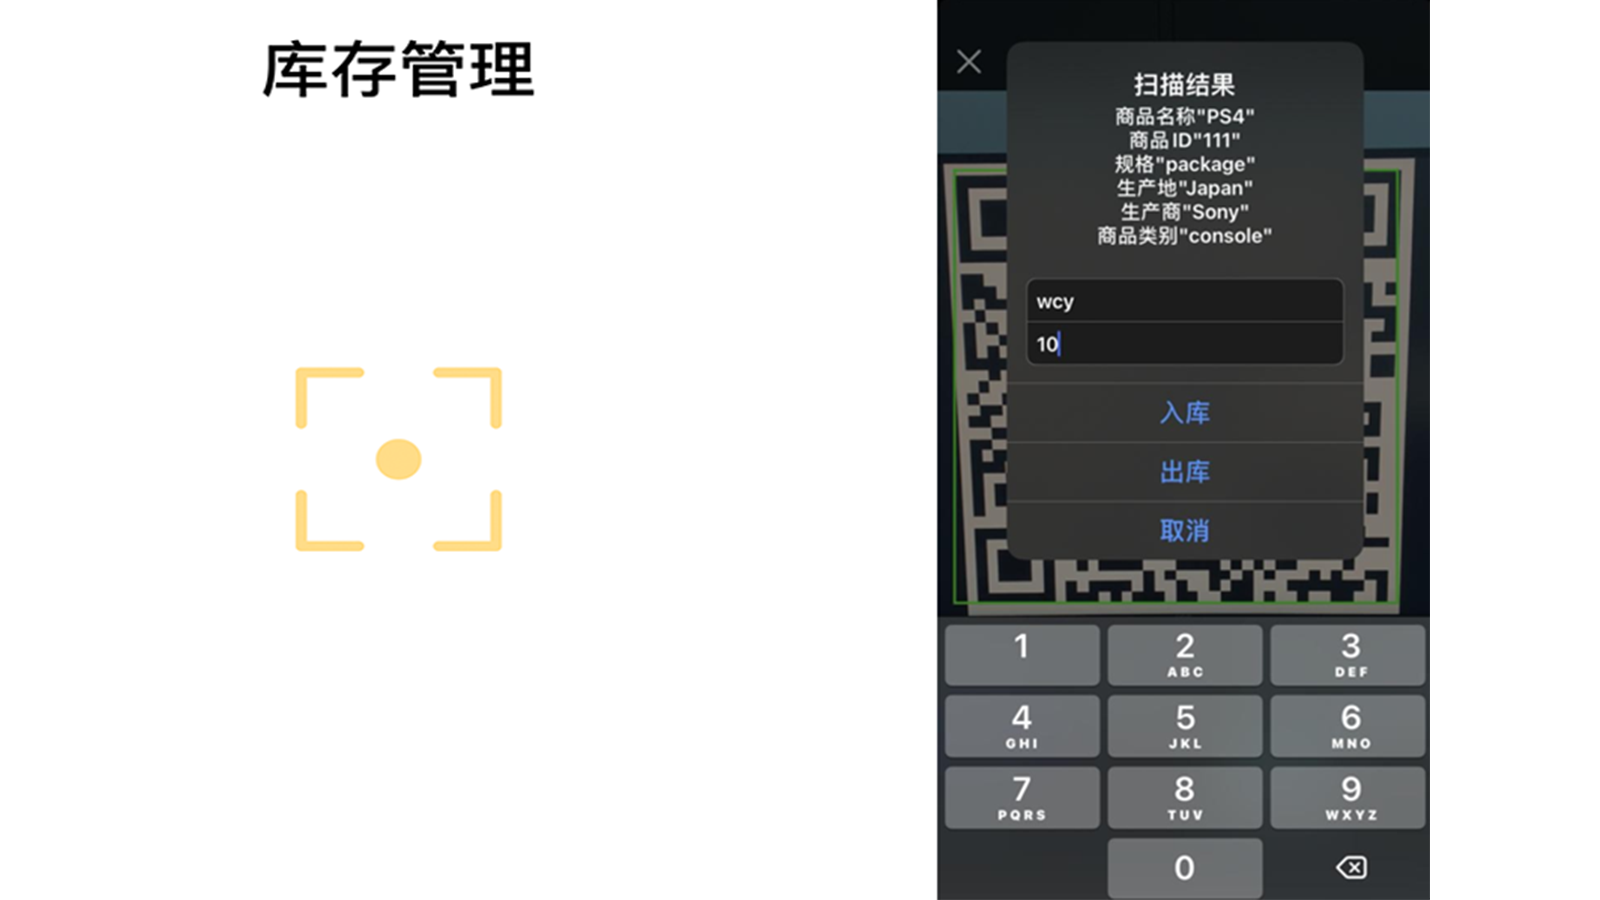 库存管理
扫描结果
商品名称"PS4"
商品ID"111"
规格"package"
生产地"Japan"
生产商"Sony"
商品类别"console"
wcy
10
入库
出库
取消
1
2
ABC
3
DEF
4
GHI
5
JKL
6
MNO
7
PQRS
8
TUV
9
WXYZ
0